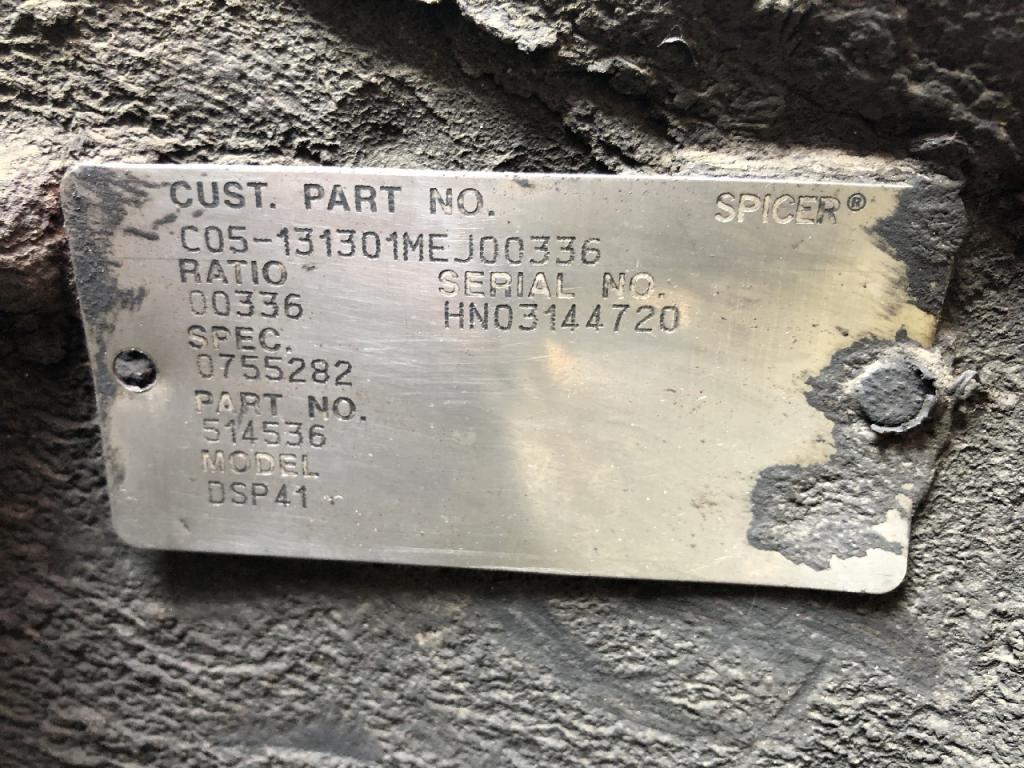 CUST. PART NO. SPICER®
C05-131301MEJ00336
RATIO SERIAL NO.
00336 HN03144720
SPEC.
0755282
PART NO.
514536
MODEL
DSP41